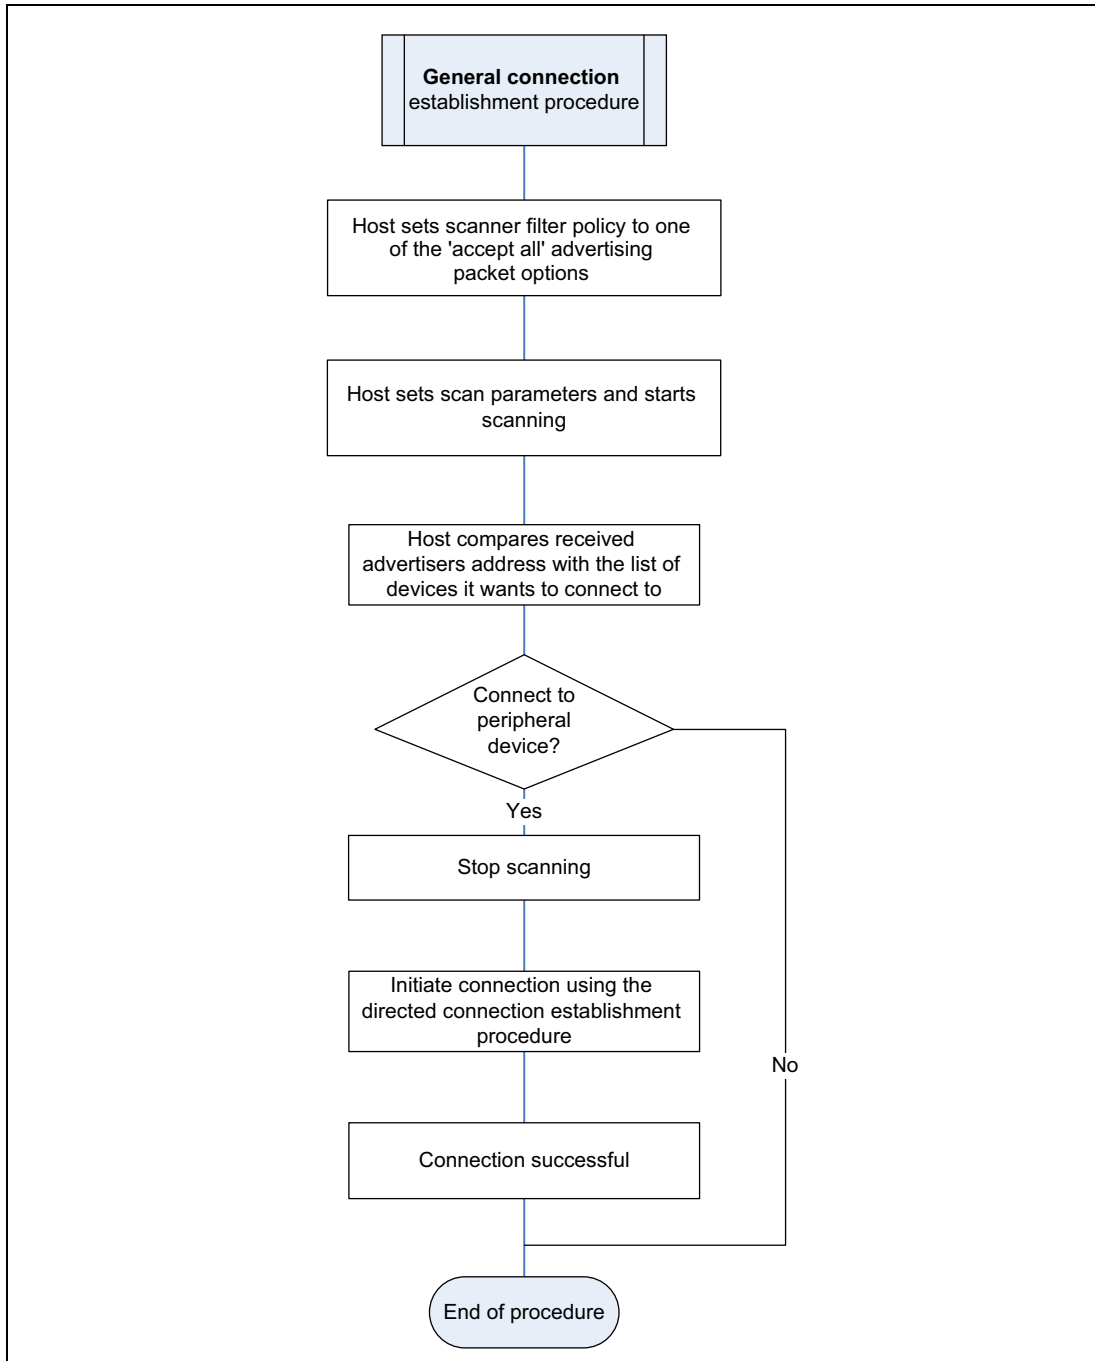 General connection
establishment procedure
Host sets scanner filter policy to one
of the 'accept all' advertising
packet options
Host sets scan parameters and starts
scanning
Host compares received
advertisers address with the list of
devices it wants to connect to
Connect to
peripheral
device?
Yes
Stop scanning
Initiate connection using the
directed connection establishment
procedure
No
Connection successful
End of procedure